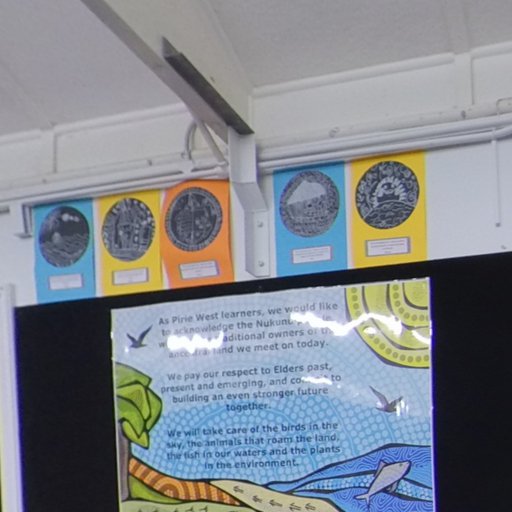 As Pirie West learners, we would like
to acknowledge the Nukunu
traditional owners of the
land we meet on today.
We pay our respect to Elders past,
present and emerging, and to
building an even stronger future
together.
We will take care of the birds in the
sky, the animals that roam the land,
the fish in our waters and the plants
in the environment.